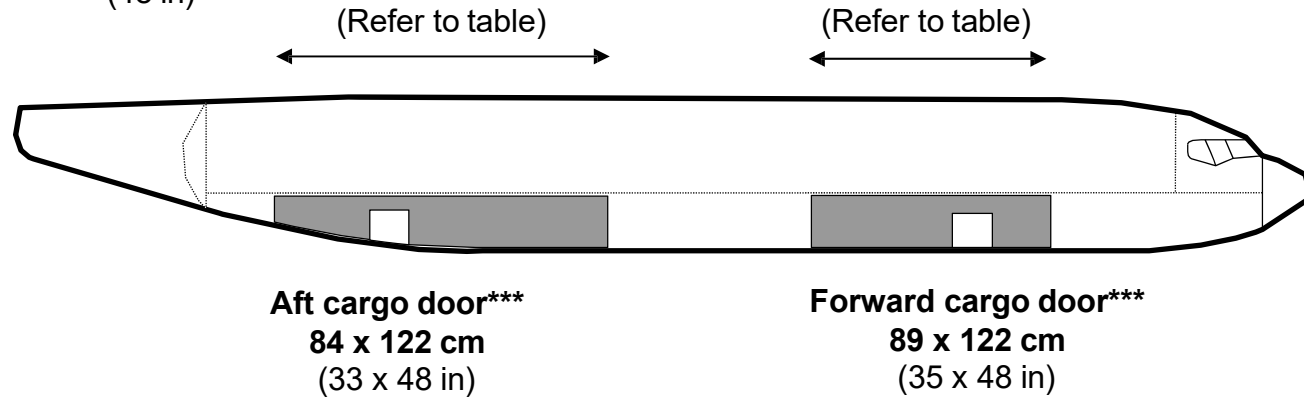 (Refer to table)
(Refer to table)
Aft cargo door***
84 x 122 cm
(33 x 48 in)
Forward cargo door***
89 x 122 cm
(35 x 48 in)